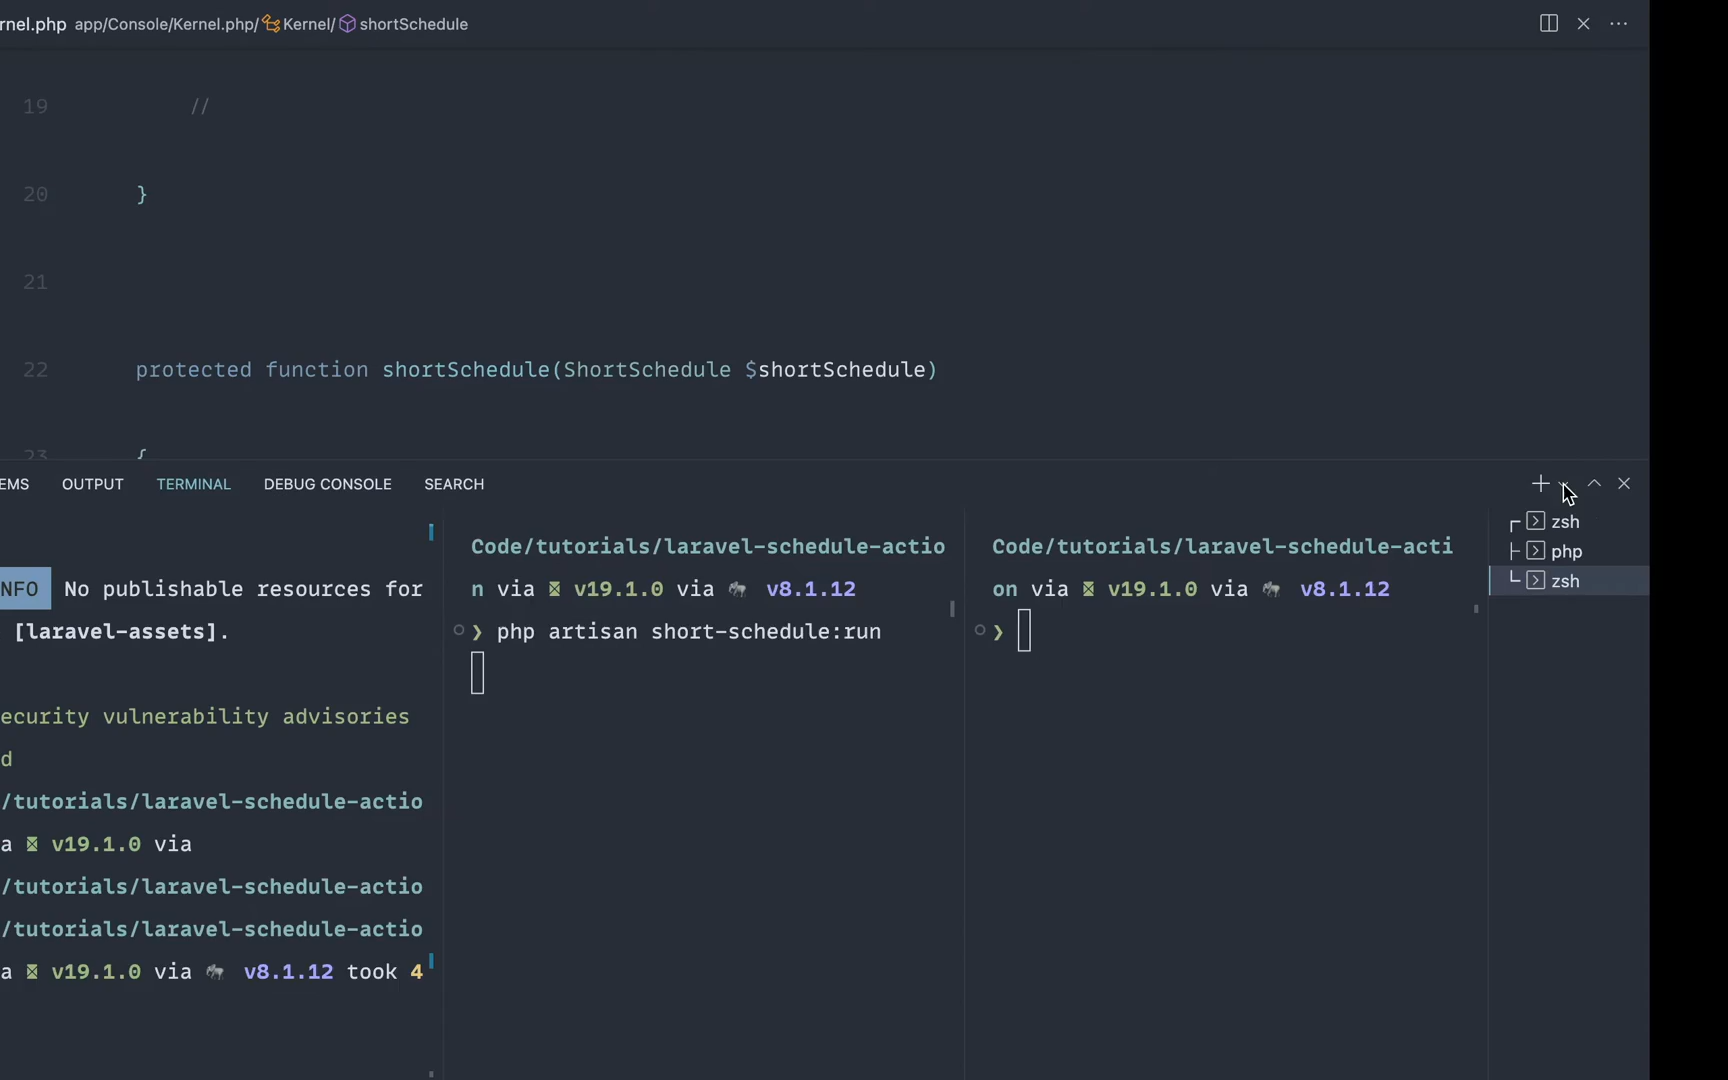 rnel.php app/Console/Kernel.php/ Kernel/ shortSchedule
19 //
20 }
21
22 protected function shortSchedule(ShortSchedule $shortSchedule)
23 {
EMS OUTPUT TERMINAL DEBUG CONSOLE SEARCH
NFO No publishable resources for
[laravel-assets].
ecurity vulnerability advisories
d
/tutorials/laravel-schedule-actio
a v19.1.0 via
/tutorials/laravel-schedule-actio
/tutorials/laravel-schedule-actio
a v19.1.0 via 🐘 v8.1.12 took 4
Code/tutorials/laravel-schedule-actio
n via v19.1.0 via 🐘 v8.1.12
❯ php artisan short-schedule:run
Code/tutorials/laravel-schedule-acti
on via v19.1.0 via 🐘 v8.1.12
❯
zsh
php
zsh